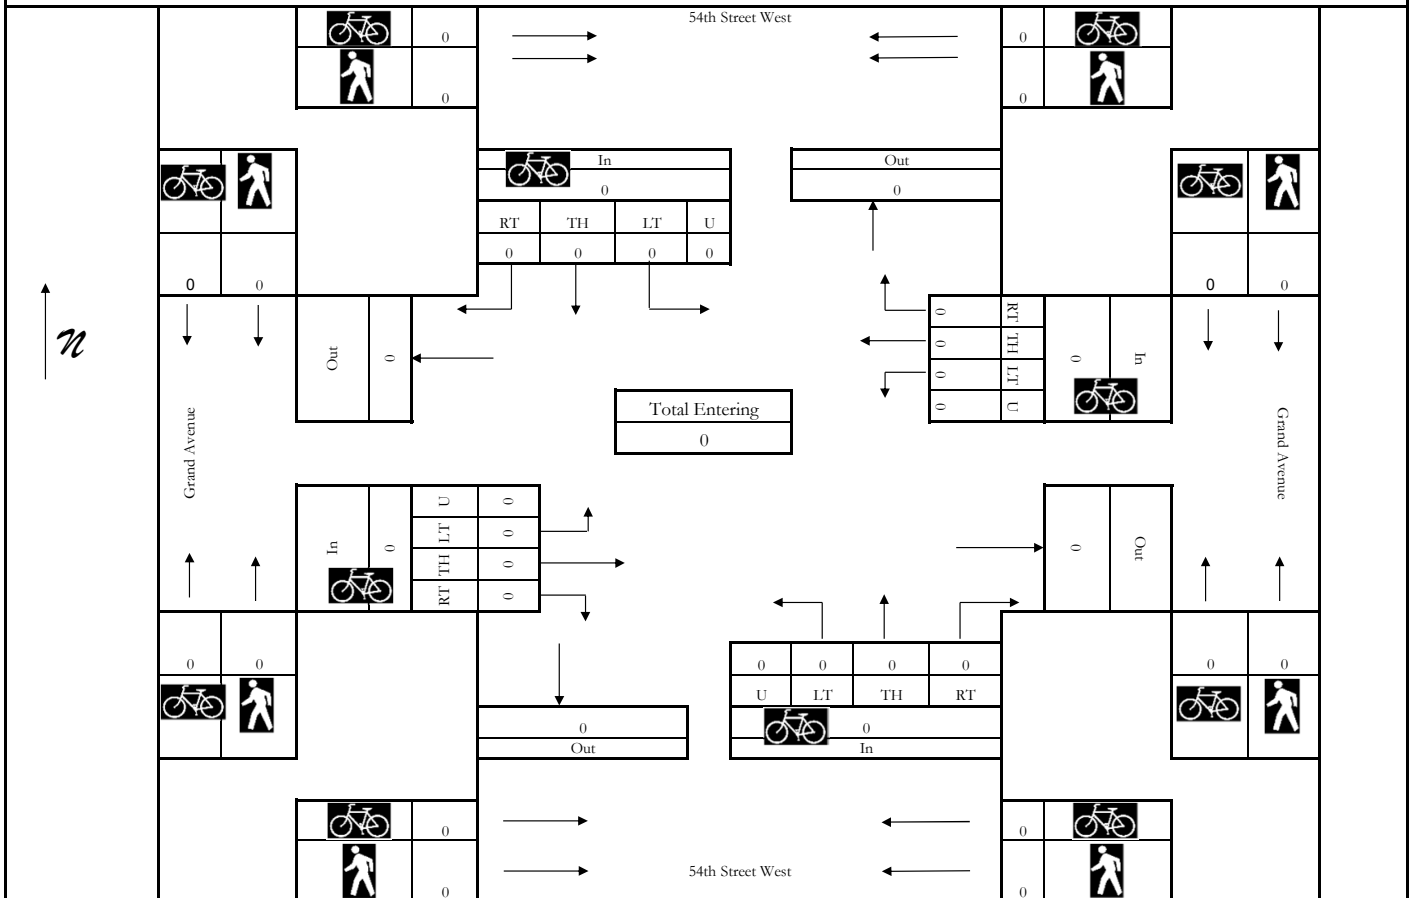 54th Street West
0
0
0
0
In
0
RT TH LT U
0 0 0 0
Out
0
0 0
0 0
N
Out 0
0 RT
0 TH
0 LT
0 U
0 In
Grand Avenue
Total Entering
0
Grand Avenue
In 0
U 0
LT 0
TH 0
RT 0
0 Out
0 0
0 0 0 0
U LT TH RT
0
In
0 0
0
Out
0
0
54th Street West
0
0